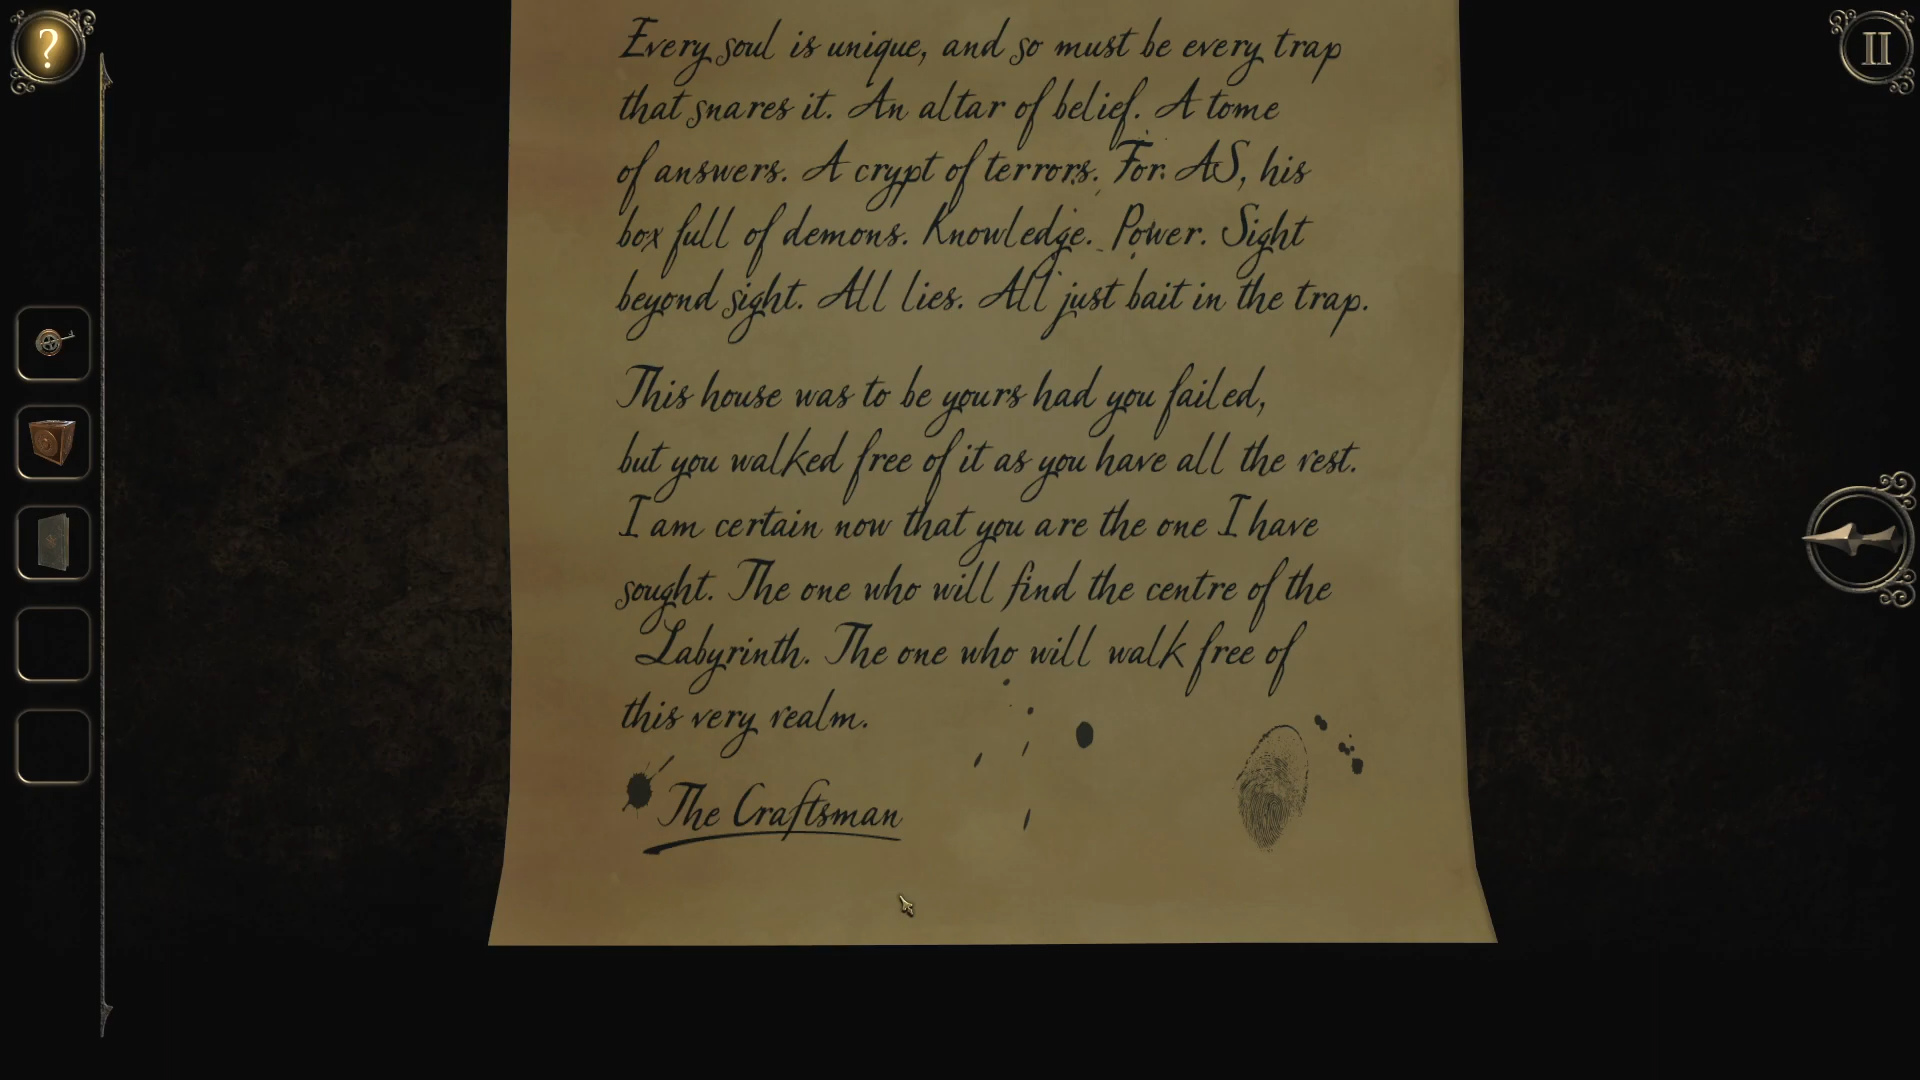 Every soul is unique, and so must be every trap
that snares it. An altar of belief. A tome
of answers. A crypt of terrors. For AS, his
box full of demons. Knowledge. Power. Sight
beyond sight. All lies. All just bait in the trap.
This house was to be yours had you failed,
but you walked free of it as you have all the rest.
I am certain now that you are the one I have
sought. The one who will find the centre of the
Labyrinth. The one who will walk free of
this very realm.
The Craftsman
?
II